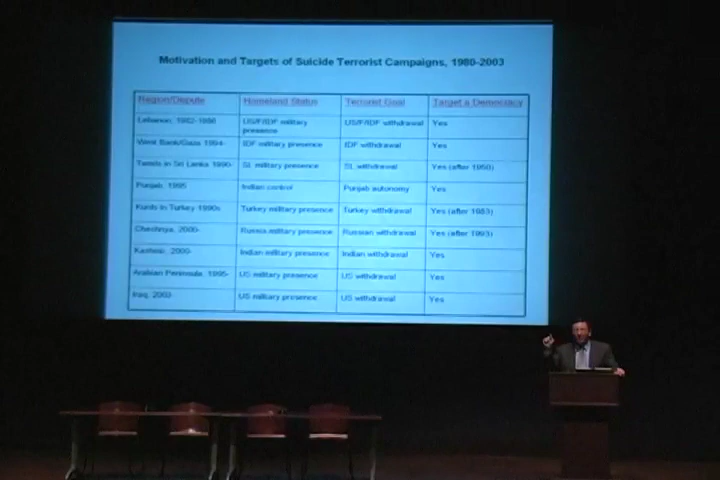 Motivation and Targets of Suicide Terrorist Campaigns, 1980-2003
Region/Dispute Homeland Status Terrorist Goal Target a Democracy
Lebanon, 1982-1986 US/F/IDF military presence US/F/IDF withdrawal Yes
West Bank/Gaza 1994- IDF military presence IDF withdrawal Yes
Tamils in Sri Lanka 1990- SL military presence SL withdrawal Yes (after 1950)
Punjab, 1995 Indian control Punjab autonomy Yes
Kurds in Turkey 1990s Turkey military presence Turkey withdrawal Yes (after 1983)
Chechnya, 2000- Russia military presence Russian withdrawal Yes (after 1993)
Kashmir, 2000- Indian military presence Indian withdrawal Yes
Arabian Peninsula, 1995- US military presence US withdrawal Yes
Iraq, 2003- US military presence US withdrawal Yes